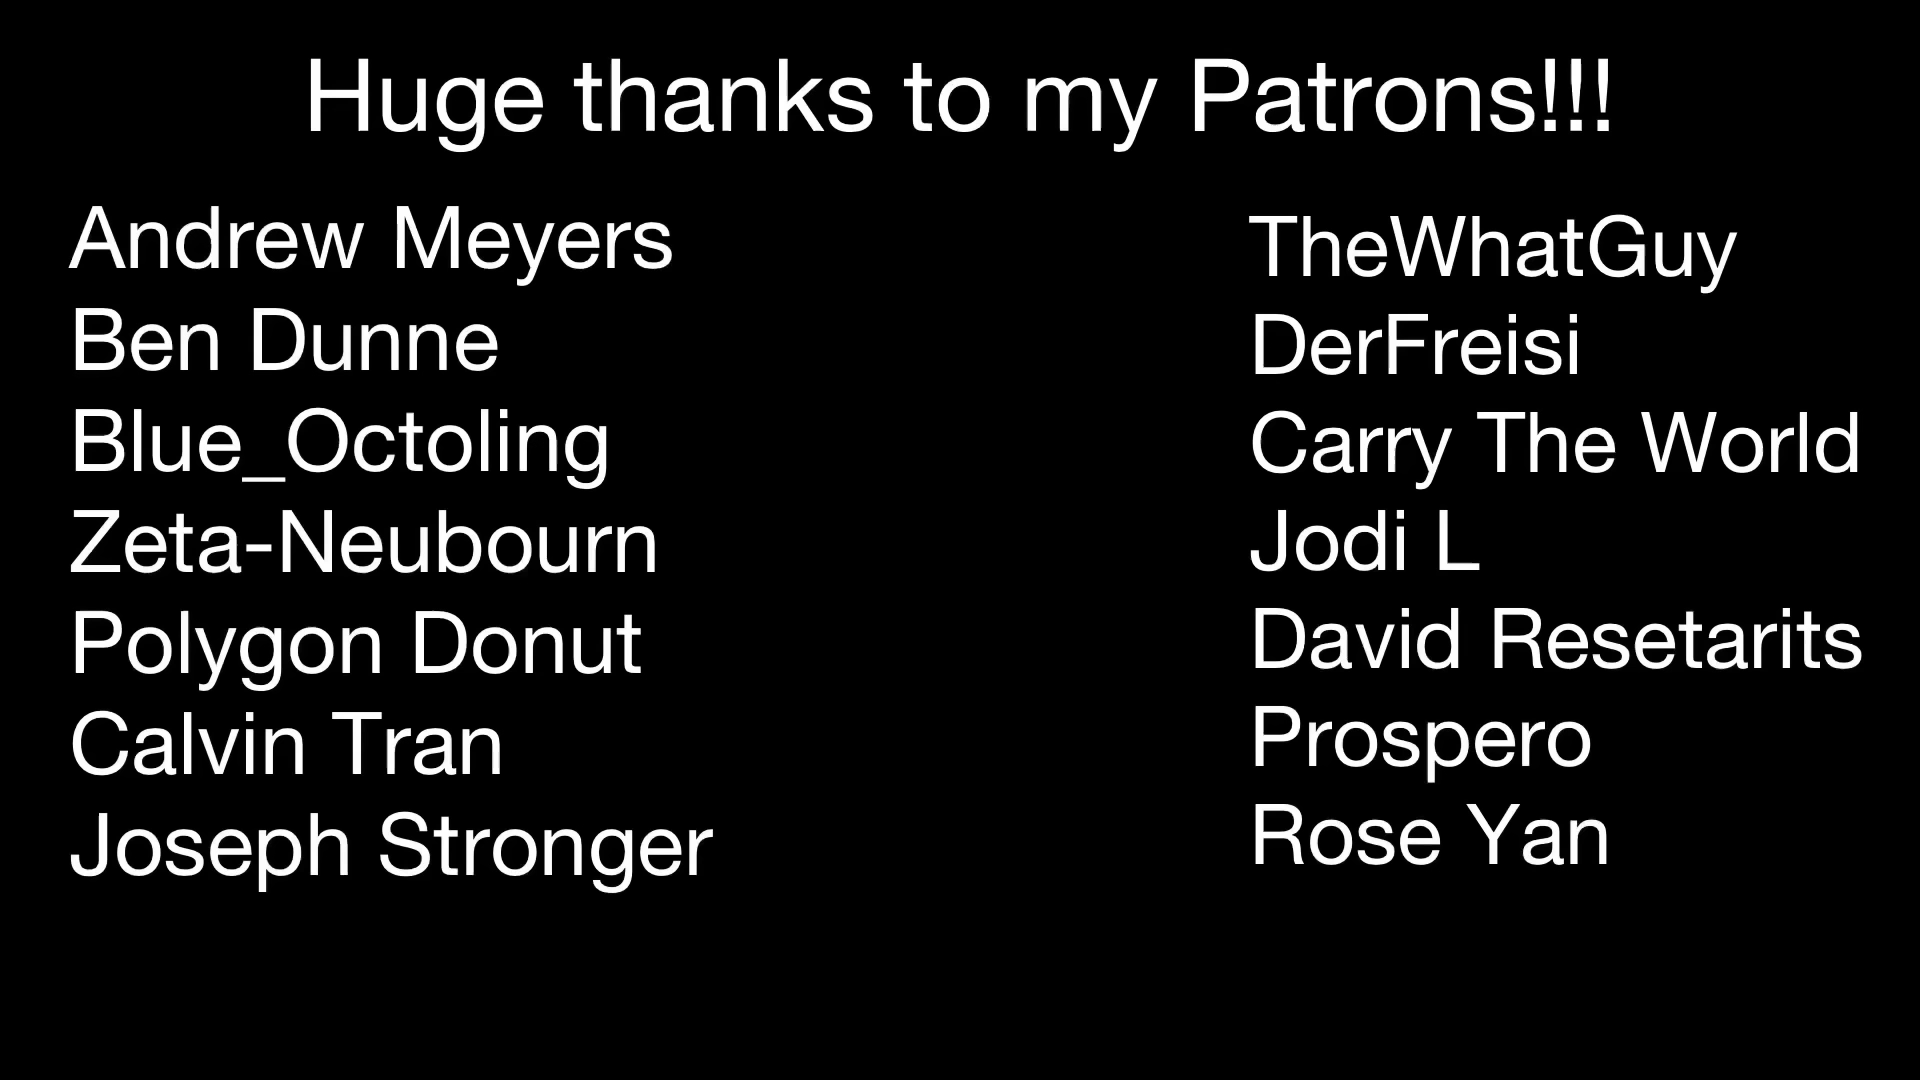 Huge thanks to my Patrons!!!
Andrew Meyers
Ben Dunne
Blue_Octoling
Zeta-Neubourn
Polygon Donut
Calvin Tran
Joseph Stronger
TheWhatGuy
DerFreisi
Carry The World
Jodi L
David Resetarits
Prospero
Rose Yan